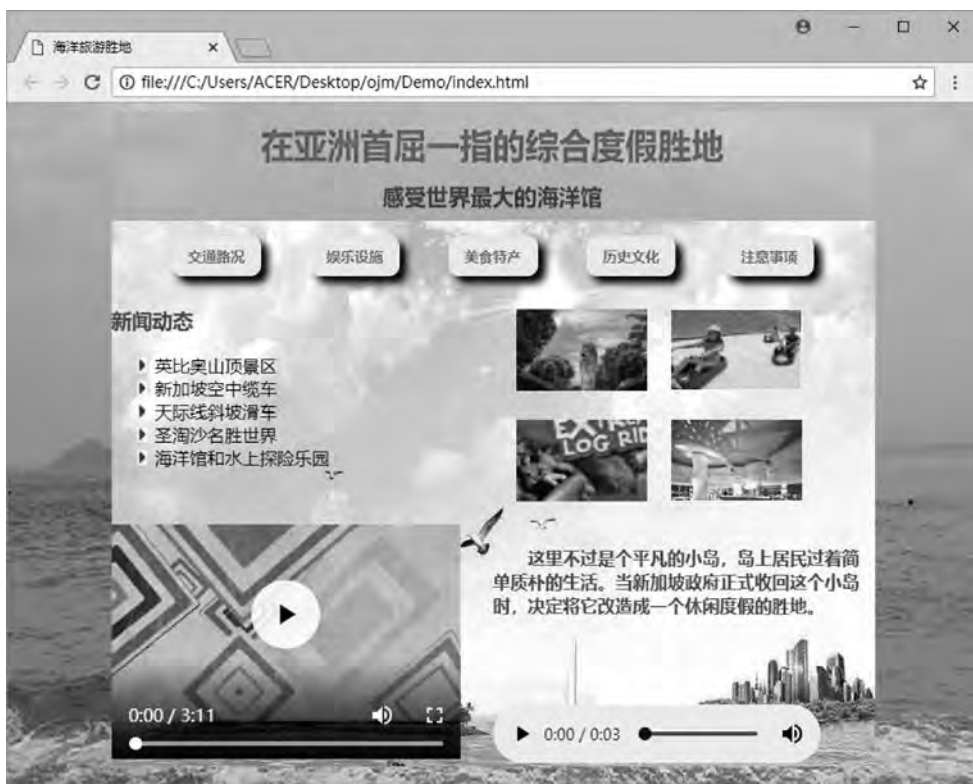 海洋旅游胜地
file:///C:/Users/ACER/Desktop/ojm/Demo/index.html
在亚洲首屈一指的综合度假胜地
感受世界最大的海洋馆
交通路况 娱乐设施 美食特产 历史文化 注意事项
新闻动态
英比奥山顶景区
新加坡空中缆车
天际线斜坡滑车
圣淘沙名胜世界
海洋馆和水上探险乐园
EXTREME
LOG RID
这里不过是个平凡的小岛，岛上居民过着简
单质朴的生活。当新加坡政府正式收回这个小岛
时，决定将它改造成一个休闲度假的胜地。
0:00 / 3:11
0:00 / 0:03